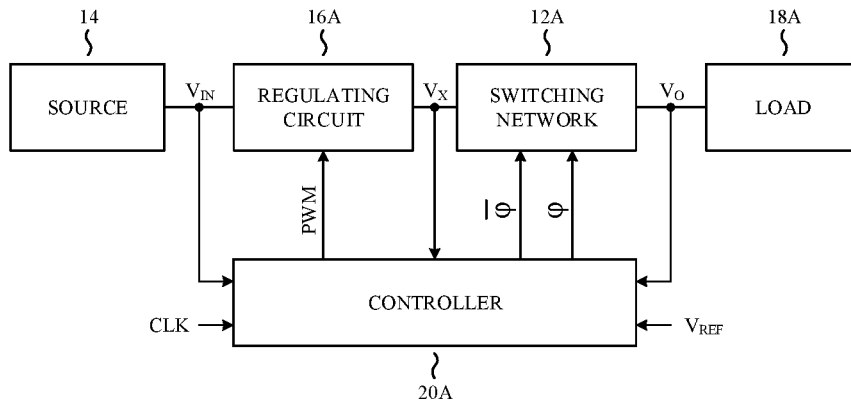 14
16A
12A
18A
SOURCE
V_IN
REGULATING
CIRCUIT
V_X
SWITCHING
NETWORK
V_O
LOAD
PWM
φ̅
φ
CONTROLLER
CLK
V_REF
20A